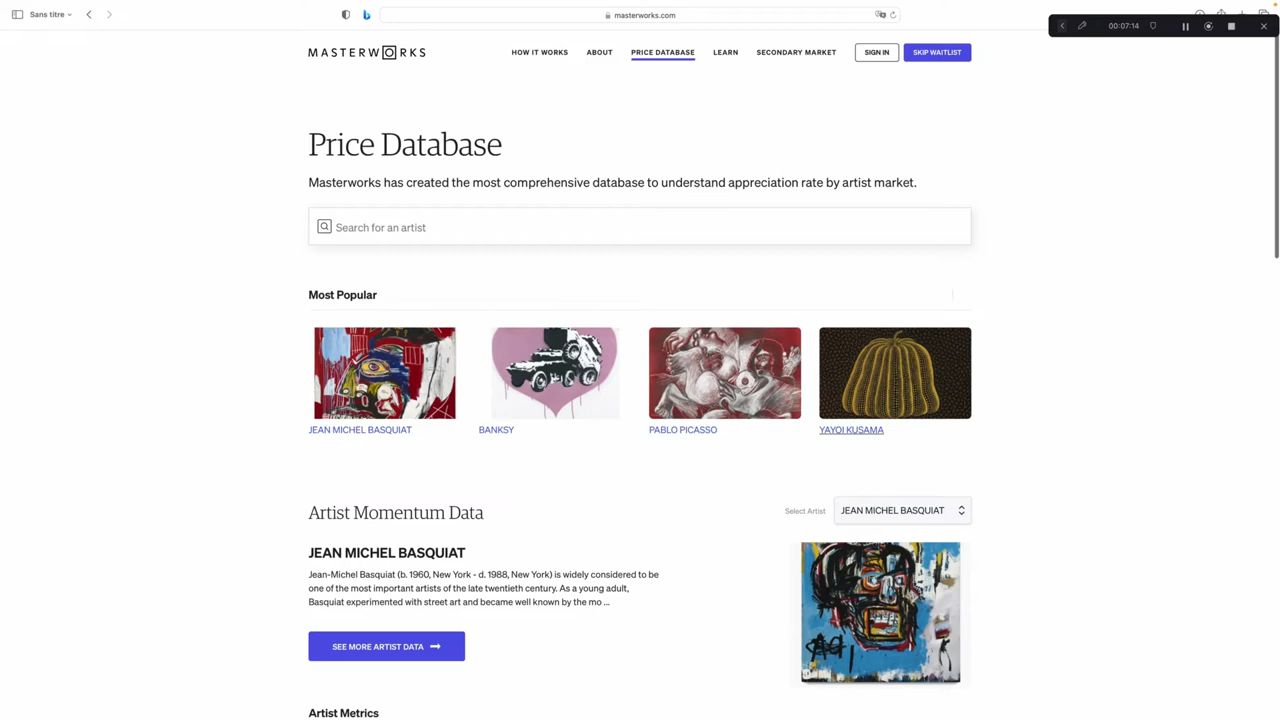 Sans titre
masterworks.com
00:07:14
MASTERWORKS
HOW IT WORKS
ABOUT
PRICE DATABASE
LEARN
SECONDARY MARKET
SIGN IN
SKIP WAITLIST
Price Database
Masterworks has created the most comprehensive database to understand appreciation rate by artist market.
Search for an artist
Most Popular
JEAN MICHEL BASQUIAT
BANKSY
PABLO PICASSO
YAYOI KUSAMA
Artist Momentum Data
Select Artist
JEAN MICHEL BASQUIAT
JEAN MICHEL BASQUIAT
Jean-Michel Basquiat (b. 1960, New York - d. 1988, New York) is widely considered to be
one of the most important artists of the late twentieth century. As a young adult,
Basquiat experimented with street art and became well known by the mo ...
SEE MORE ARTIST DATA
Artist Metrics